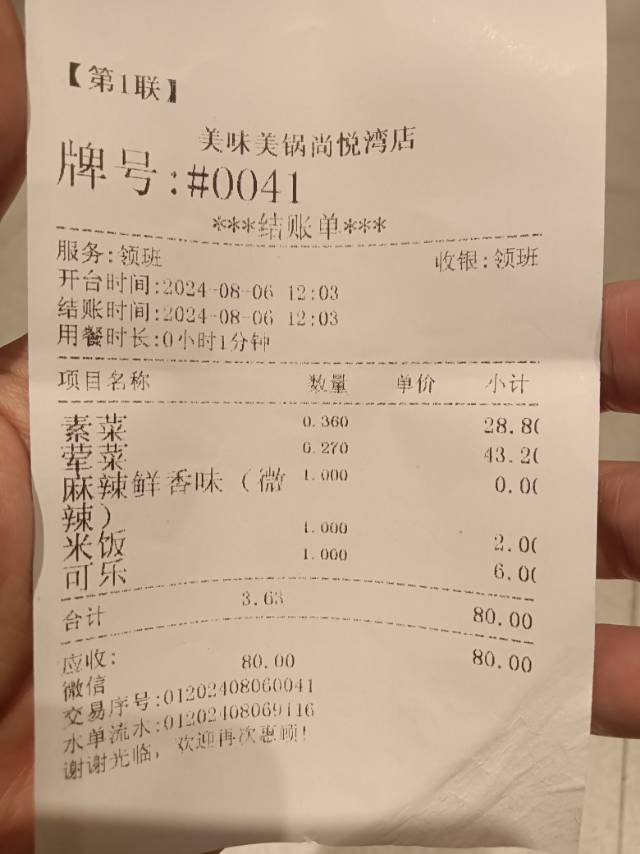 【第1联】
美味美锅尚悦湾店
牌号:#0041
***结账单***
服务:领班 收银:领班
开台时间:2024-08-06 12:03
结账时间:2024-08-06 12:03
用餐时长:0小时1分钟
项目名称 数量 单价 小计
素菜 0.360 28.80
荤菜 0.270 43.20
麻辣鲜香味（微 1.000 0.00
辣）
米饭 1.000 2.00
可乐 1.000 6.00
合计 3.63 80.00
应收: 80.00
微信 80.00
交易序号:01202408060041
水单流水:01202408069116
谢谢光临，欢迎再次惠顾!